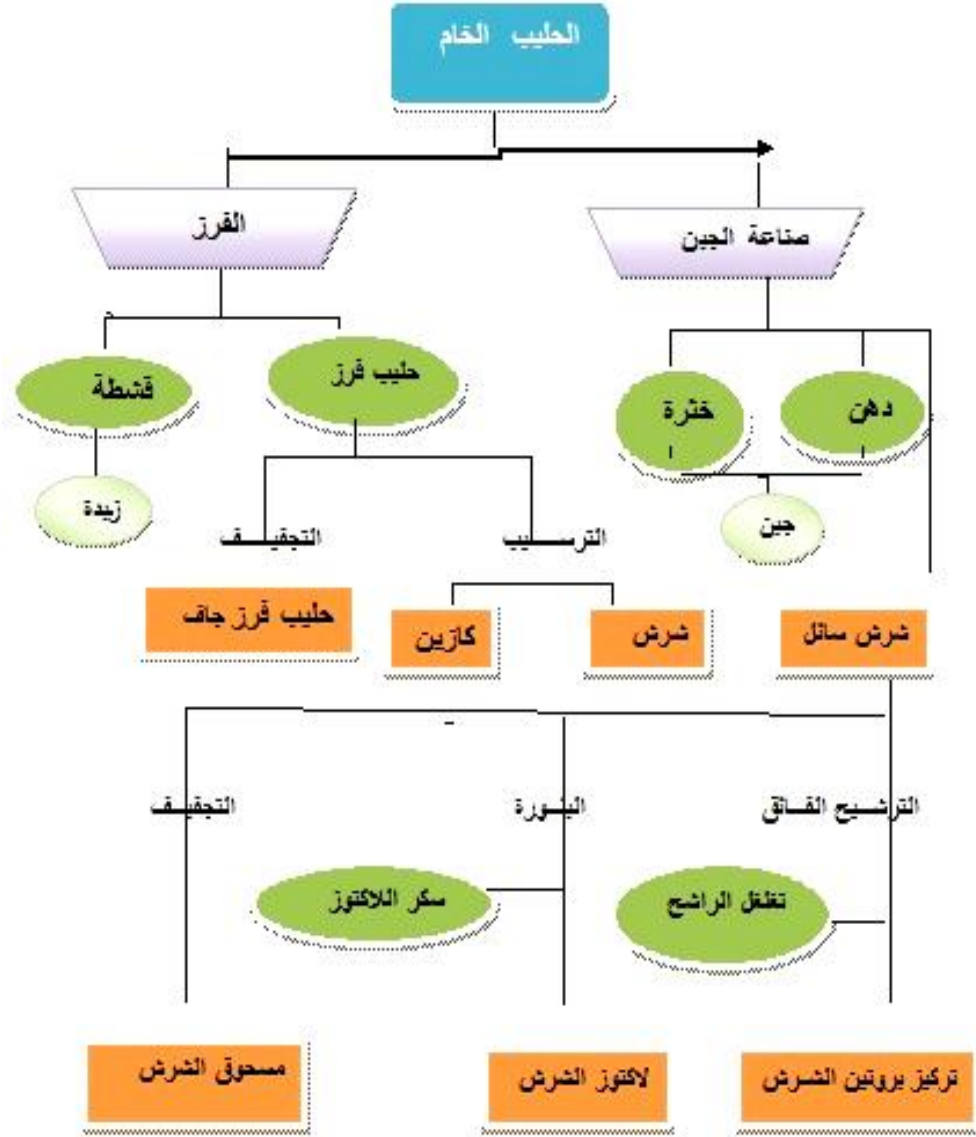 الحليب الخام
صناعة الجبن
الفرز
دهن
خثرة
حليب فرز
قشطة
جبن
زبدة
الترسيب
التجفيف
شرش سائل
شرش
كازين
حليب فرز جاف
الترشيح الفائق
البلورة
التجفيف
تغلغل الراشح
سكر اللاكتوز
تركيز بروتين الشرش
لاكتوز الشرش
مسحوق الشرش